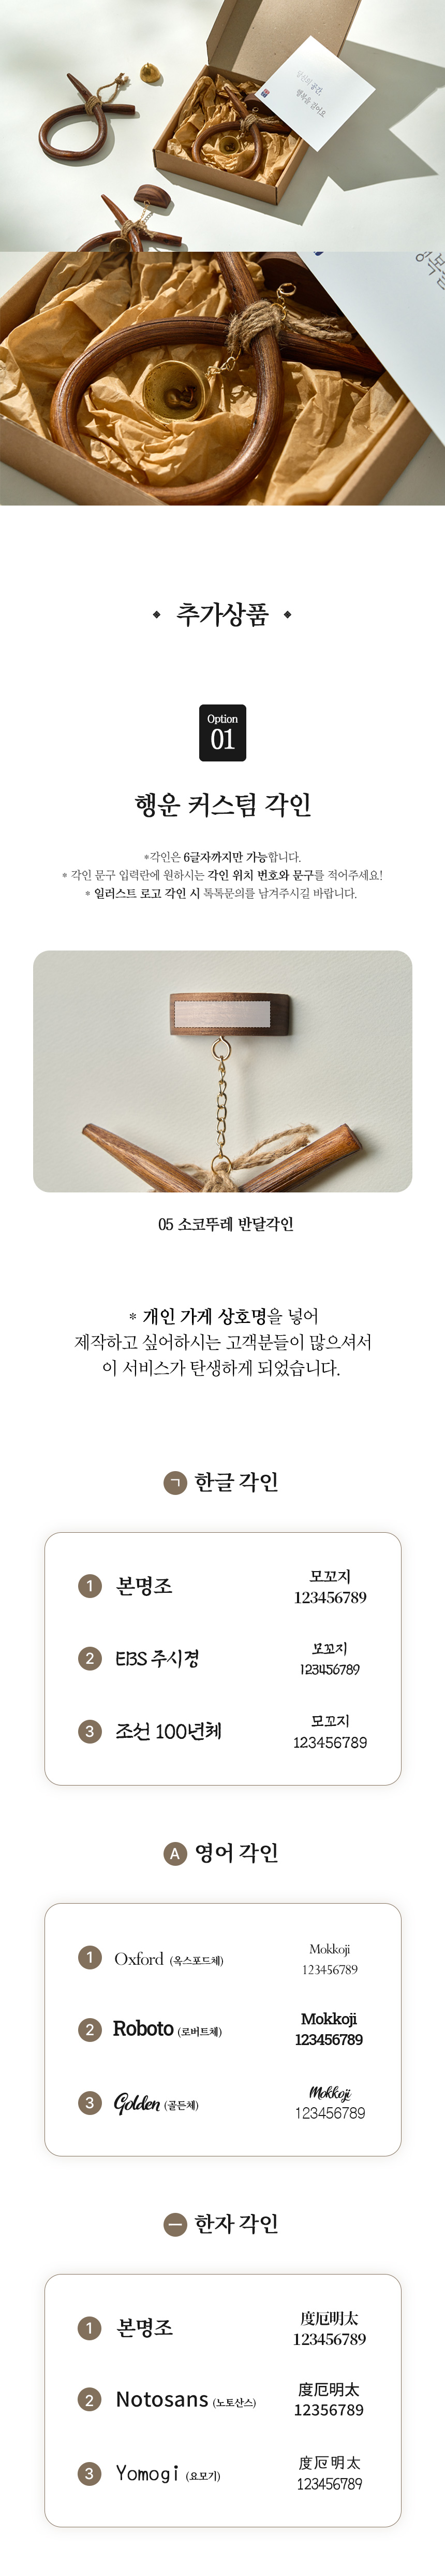 당신의 공간,
행복을 걸어요
추가상품
Option
01
행운 커스텀 각인
*각인은 6글자까지만 가능합니다.
* 각인 문구 입력란에 원하시는 각인 위치 번호와 문구를 적어주세요!
* 일러스트 로고 각인 시 톡톡문의를 남겨주시길 바랍니다.
05 소코뚜레 반달각인
* 개인 가게 상호명을 넣어
제작하고 싶어하시는 고객분들이 많으셔서
이 서비스가 탄생하게 되었습니다.
ㄱ 한글 각인
1 본명조
모꼬지
123456789
2 EBS 주시경
모꼬지
123456789
3 조선 100년체
모꼬지
123456789
A 영어 각인
1 Oxford (옥스포드체)
Mokkoji
123456789
2 Roboto (로버트체)
Mokkoji
123456789
3 Golden (골든체)
Mokkoji
123456789
一 한자 각인
1 본명조
度厄明太
123456789
2 Notosans (노토산스)
度厄明太
12356789
3 Yomogi (요모기)
度厄明太
123456789